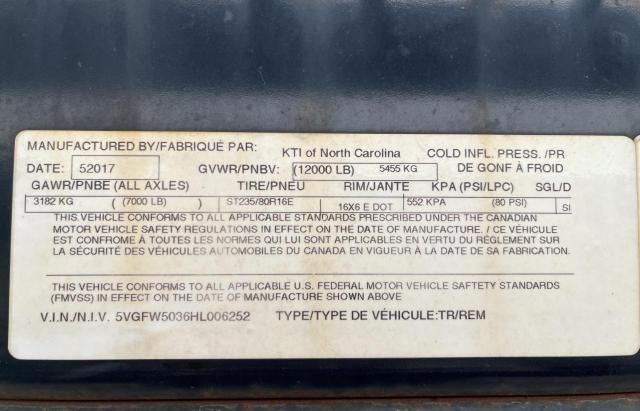 MANUFACTURED BY/FABRIQUÉ PAR: KTI of North Carolina COLD INFL. PRESS./PR
DATE: 52017 GVWR/PNBV: (12000 LB) 5455 KG DE GONF À FROID
GAWR/PNBE (ALL AXLES) TIRE/PNEU RIM/JANTE KPA (PSI/LPC) SGL/D
3182 KG ( (7000 LB) ) ST235/80R16E 16X6 E DOT 552 KPA (80 PSI) SI
THIS VEHICLE CONFORMS TO ALL APPLICABLE STANDARDS PRESCRIBED UNDER THE CANADIAN
MOTOR VEHICLE SAFETY REGULATIONS IN EFFECT ON THE DATE OF MANUFACTURE. / CE VÉHICULE
EST CONFROME À TOUTES LES NORMES QUI LUI SONT APPLICABLES EN VERTU DU RÉGLEMENT SUR
LA SÉCURITÉ DES VÉHICULES AUTOMOBILES DU CANADA EN VIGUEUR À LA DATE DE SA FABRICATION.
THIS VEHICLE CONFORMS TO ALL APPLICABLE U.S. FEDERAL MOTOR VEHICLE SAFETY STANDARDS
(FMVSS) IN EFFECT ON THE DATE OF MANUFACTURE SHOWN ABOVE
V.I.N./N.I.V. 5VGFW5036HL006252 TYPE/TYPE DE VÉHICULE:TR/REM